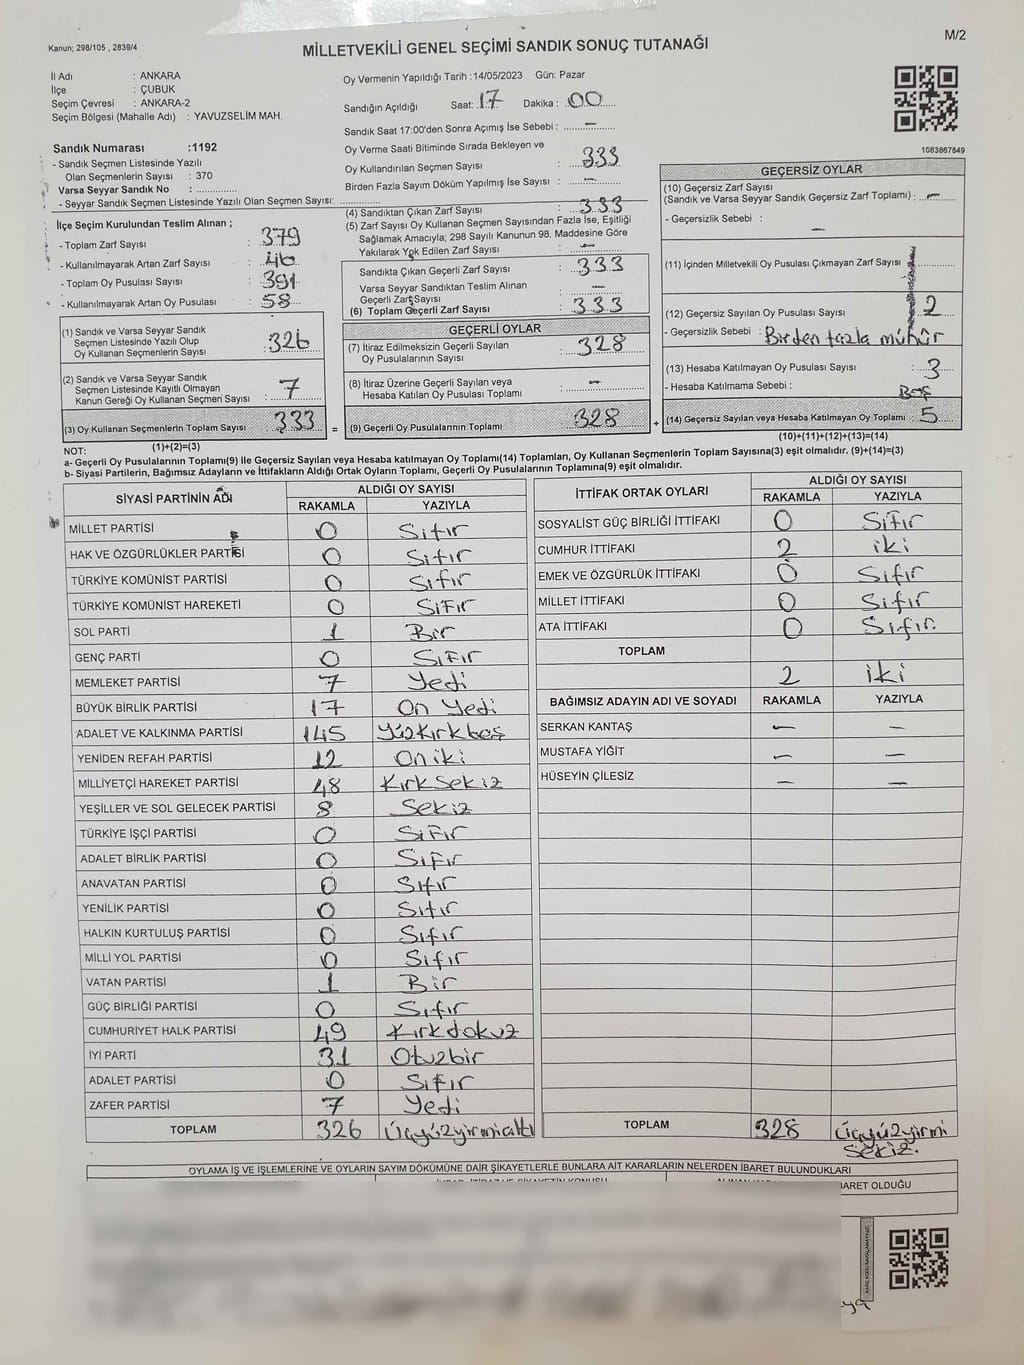 Kanun; 298/105 , 2839/4
MİLLETVEKİLİ GENEL SEÇİMİ SANDIK SONUÇ TUTANAĞI
M/2
İl Adı : ANKARA
İlçe : ÇUBUK
Seçim Çevresi : ANKARA-2
Seçim Bölgesi (Mahalle Adı) : YAVUZSELİM MAH.
Oy Vermenin Yapıldığı Tarih :14/05/2023 Gün: Pazar
Sandığın Açıldığı Saat: 17 Dakika : 00
Sandık Saat 17:00'den Sonra Açımış İse Sebebi : –
Oy Verme Saati Bitiminde Sırada Bekleyen ve
Oy Kullandırılan Seçmen Sayısı : 333
Birden Fazla Sayım Döküm Yapılmış İse Sayısı : –
1083867849
Sandık Numarası :1192
- Sandık Seçmen Listesinde Yazılı
Olan Seçmenlerin Sayısı : 370
Varsa Seyyar Sandık No :
- Seyyar Sandık Listesinde Yazılı Olan Seçmen Sayısı:
İlçe Seçim Kurulundan Teslim Alınan ;
- Toplam Zarf Sayısı : 379
- Kullanılmayarak Artan Zarf Sayısı : 46
- Toplam Oy Pusulası Sayısı : 391
- Kullanılmayarak Artan Oy Pusulası : 58
(1) Sandık ve Varsa Seyyar Sandık
Seçmen Listesinde Yazılı Olup
Oy Kullanan Seçmenlerin Sayısı : 326
(2) Sandık ve Varsa Seyyar Sandık
Seçmen Listesinde Kayıtlı Olmayan
Kanun Gereği Oy Kullanan Seçmen Sayısı : 7
(3) Oy Kullanan Seçmenlerin Toplam Sayısı : 333
(1)+(2)=(3)
(4) Sandıktan Çıkan Zarf Sayısı : 333
(5) Zarf Sayısı Oy Kullanan Seçmen Sayısından Fazla İse, Eşitliği
Sağlamak Amacıyla; 298 Sayılı Kanunun 98. Maddesine Göre
Yakılarak Yok Edilen Zarf Sayısı : –
Sandıkta Çıkan Geçerli Zarf Sayısı : 333
Varsa Seyyar Sandıktan Teslim Alınan
Geçerli Zarf Sayısı : –
(6) Toplam Geçerli Zarf Sayısı : 333
GEÇERLİ OYLAR
(7) İtiraz Edilmeksizin Geçerli Sayılan
Oy Pusulalarının Sayısı : 328
(8) İtiraz Üzerine Geçerli Sayılan veya
Hesaba Katılan Oy Pusulası Toplamı : –
= (9) Geçerli Oy Pusulalarının Toplamı : 328 +
GEÇERSİZ OYLAR
(10) Geçersiz Zarf Sayısı
(Sandık ve Varsa Seyyar Sandık Geçersiz Zarf Toplamı) : –
- Geçersizlik Sebebi :
–
(11) İçinden Milletvekili Oy Pusulası Çıkmayan Zarf Sayısı :
(12) Geçersiz Sayılan Oy Pusulası Sayısı : 2
- Geçersizlik Sebebi : Birden fazla mühür
(13) Hesaba Katılmayan Oy Pusulası Sayısı : 3
- Hesaba Katılmama Sebebi : Boş
(14) Geçersiz Sayılan veya Hesaba Katılmayan Oy Toplamı : 5
(10)+(11)+(12)+(13)=(14)
NOT:
a- Geçerli Oy Pusulalarının Toplamı(9) ile Geçersiz Sayılan veya Hesaba katılmayan Oy Toplamı(14) Toplamları, Oy Kullanan Seçmenlerin Toplam Sayısına(3) eşit olmalıdır. (9)+(14)=(3)
b- Siyasi Partilerin, Bağımsız Adayların ve İttifakların Aldığı Ortak Oyların Toplamı, Geçerli Oy Pusulalarının Toplamına(9) eşit olmalıdır.
SİYASİ PARTİNİN ADI
ALDIĞI OY SAYISI
RAKAMLA YAZIYLA
MİLLET PARTİSİ 0 Sıfır
HAK VE ÖZGÜRLÜKLER PARTİSİ 0 Sıfır
TÜRKİYE KOMÜNİST PARTİSİ 0 Sıfır
TÜRKİYE KOMÜNİST HAREKETİ 0 Sıfır
SOL PARTİ 1 Bir
GENÇ PARTİ 0 Sıfır
MEMLEKET PARTİSİ 7 Yedi
BÜYÜK BİRLİK PARTİSİ 17 On Yedi
ADALET VE KALKINMA PARTİSİ 145 Yüzkırkbeş
YENİDEN REFAH PARTİSİ 12 Oniki
MİLLİYETÇİ HAREKET PARTİSİ 48 KırkSekiz
YEŞİLLER VE SOL GELECEK PARTİSİ 8 Sekiz
TÜRKİYE İŞÇİ PARTİSİ 0 Sıfır
ADALET BİRLİK PARTİSİ 0 Sıfır
ANAVATAN PARTİSİ 0 Sıfır
YENİLİK PARTİSİ 0 Sıfır
HALKIN KURTULUŞ PARTİSİ 0 Sıfır
MİLLİ YOL PARTİSİ 0 Sıfır
VATAN PARTİSİ 1 Bir
GÜÇ BİRLİĞİ PARTİSİ 0 Sıfır
CUMHURİYET HALK PARTİSİ 49 Kırkdokuz
İYİ PARTİ 31 Otuzbir
ADALET PARTİSİ 0 Sıfır
ZAFER PARTİSİ 7 Yedi
TOPLAM 326 Üçyüzyirmialtı
İTTİFAK ORTAK OYLARI
ALDIĞI OY SAYISI
RAKAMLA YAZIYLA
SOSYALİST GÜÇ BİRLİĞİ İTTİFAKI 0 Sıfır
CUMHUR İTTİFAKI 2 iki
EMEK VE ÖZGÜRLÜK İTTİFAKI 0 Sıfır
MİLLET İTTİFAKI 0 Sıfır
ATA İTTİFAKI 0 Sıfır.
TOPLAM 2 iki
BAĞIMSIZ ADAYIN ADI VE SOYADI RAKAMLA YAZIYLA
SERKAN KANTAŞ – –
MUSTAFA YİĞİT – –
HÜSEYİN ÇİLESİZ – –
TOPLAM 328 Üçyüzyirmi
Sekiz.
OYLAMA İŞ VE İŞLEMLERİNE VE OYLARIN SAYIM DÖKÜMÜNE DAİR ŞİKAYETLERLE BUNLARA AİT KARARLARIN NELERDEN İBARET BULUNDUKLARI
BARET OLDUĞU